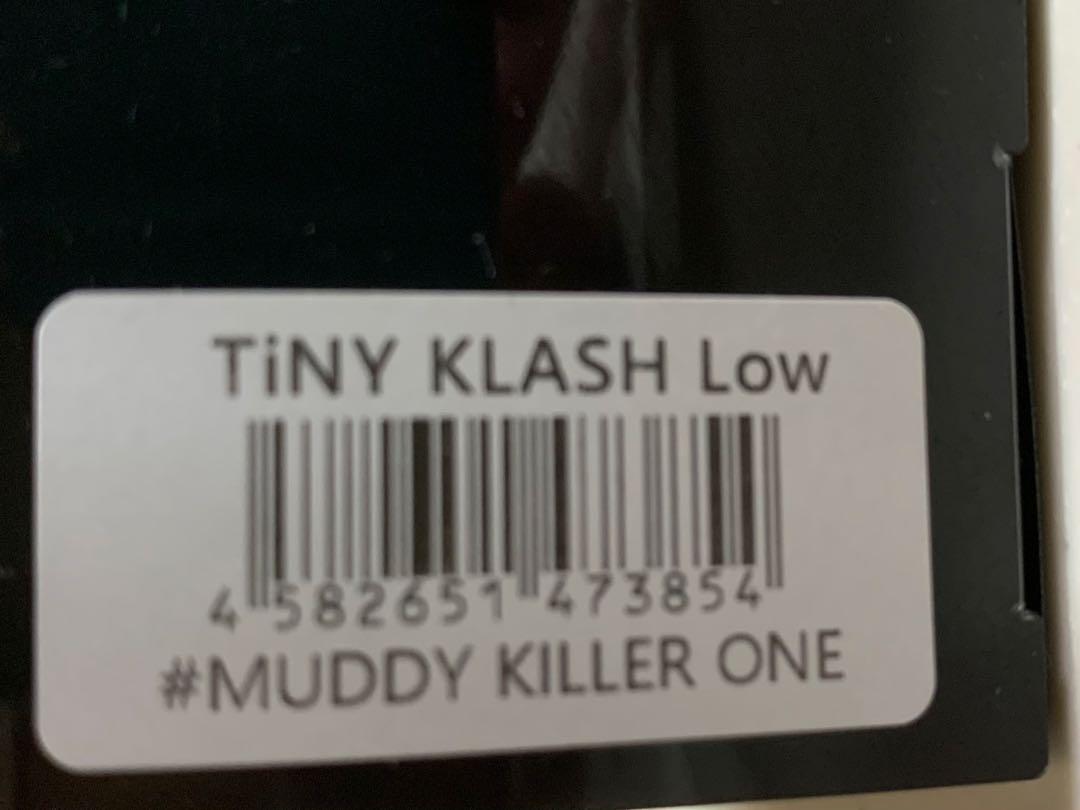 TiNY KLASH Low
4 582651 473854
#MUDDY KILLER ONE